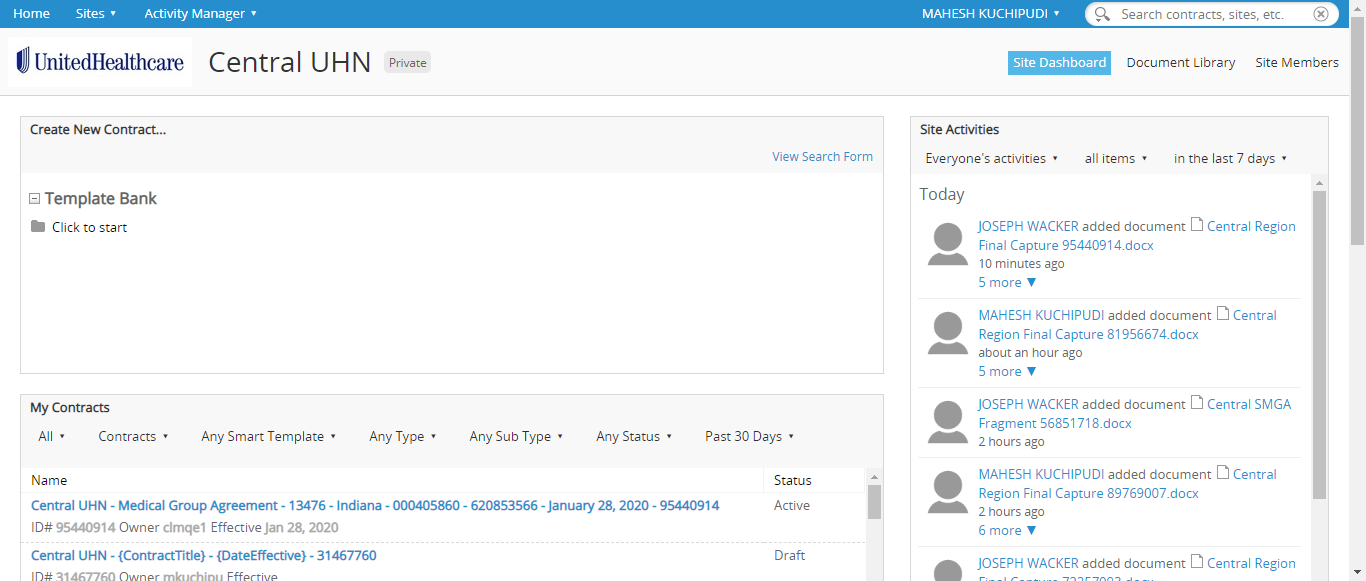 Home Sites Activity Manager MAHESH KUCHIPUDI Search contracts, sites, etc.
UnitedHealthcare Central UHN Private Site Dashboard Document Library Site Members
Create New Contract...
View Search Form
Template Bank
Click to start
My Contracts
All Contracts Any Smart Template Any Type Any Sub Type Any Status Past 30 Days
Name Status
Central UHN - Medical Group Agreement - 13476 - Indiana - 000405860 - 620853566 - January 28, 2020 - 95440914 Active
ID# 95440914 Owner clmqe1 Effective Jan 28, 2020
Central UHN - {ContractTitle} - {DateEffective} - 31467760 Draft
ID# 31467760 Owner mkuchipu Effective
Site Activities
Everyone's activities all items in the last 7 days
Today
JOSEPH WACKER added document Central Region
Final Capture 95440914.docx
10 minutes ago
5 more
MAHESH KUCHIPUDI added document Central
Region Final Capture 81956674.docx
about an hour ago
5 more
JOSEPH WACKER added document Central SMGA
Fragment 56851718.docx
2 hours ago
MAHESH KUCHIPUDI added document Central
Region Final Capture 89769007.docx
2 hours ago
6 more
JOSEPH WACKER added document Central Region
Final Capture